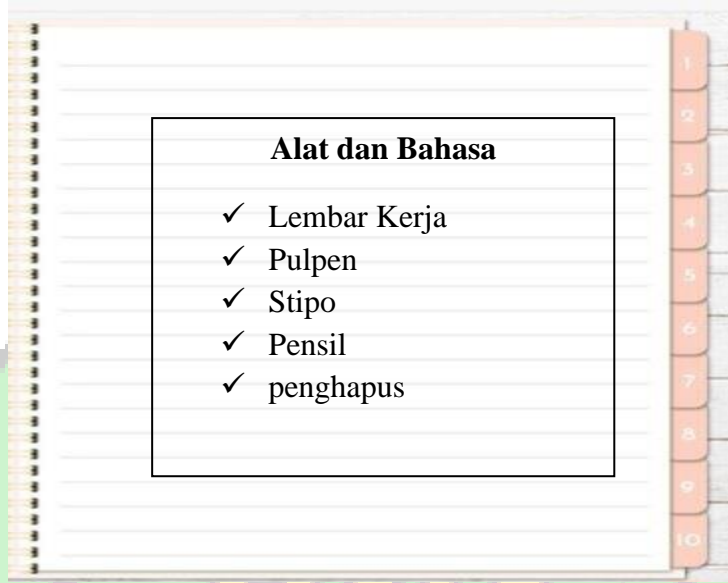 Alat dan Bahasa
✓ Lembar Kerja
✓ Pulpen
✓ Stipo
✓ Pensil
✓ penghapus
1
2
3
4
5
6
7
8
9
10